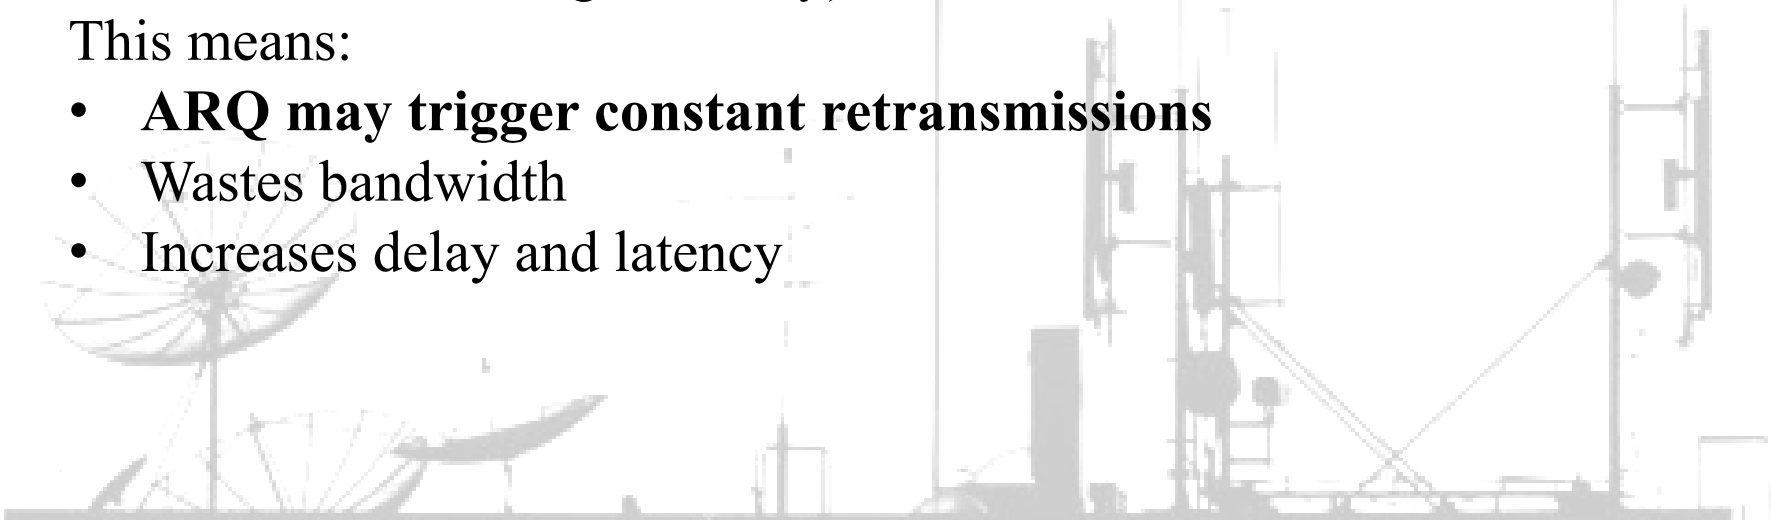 This means:
• ARQ may trigger constant retransmissions
• Wastes bandwidth
• Increases delay and latency